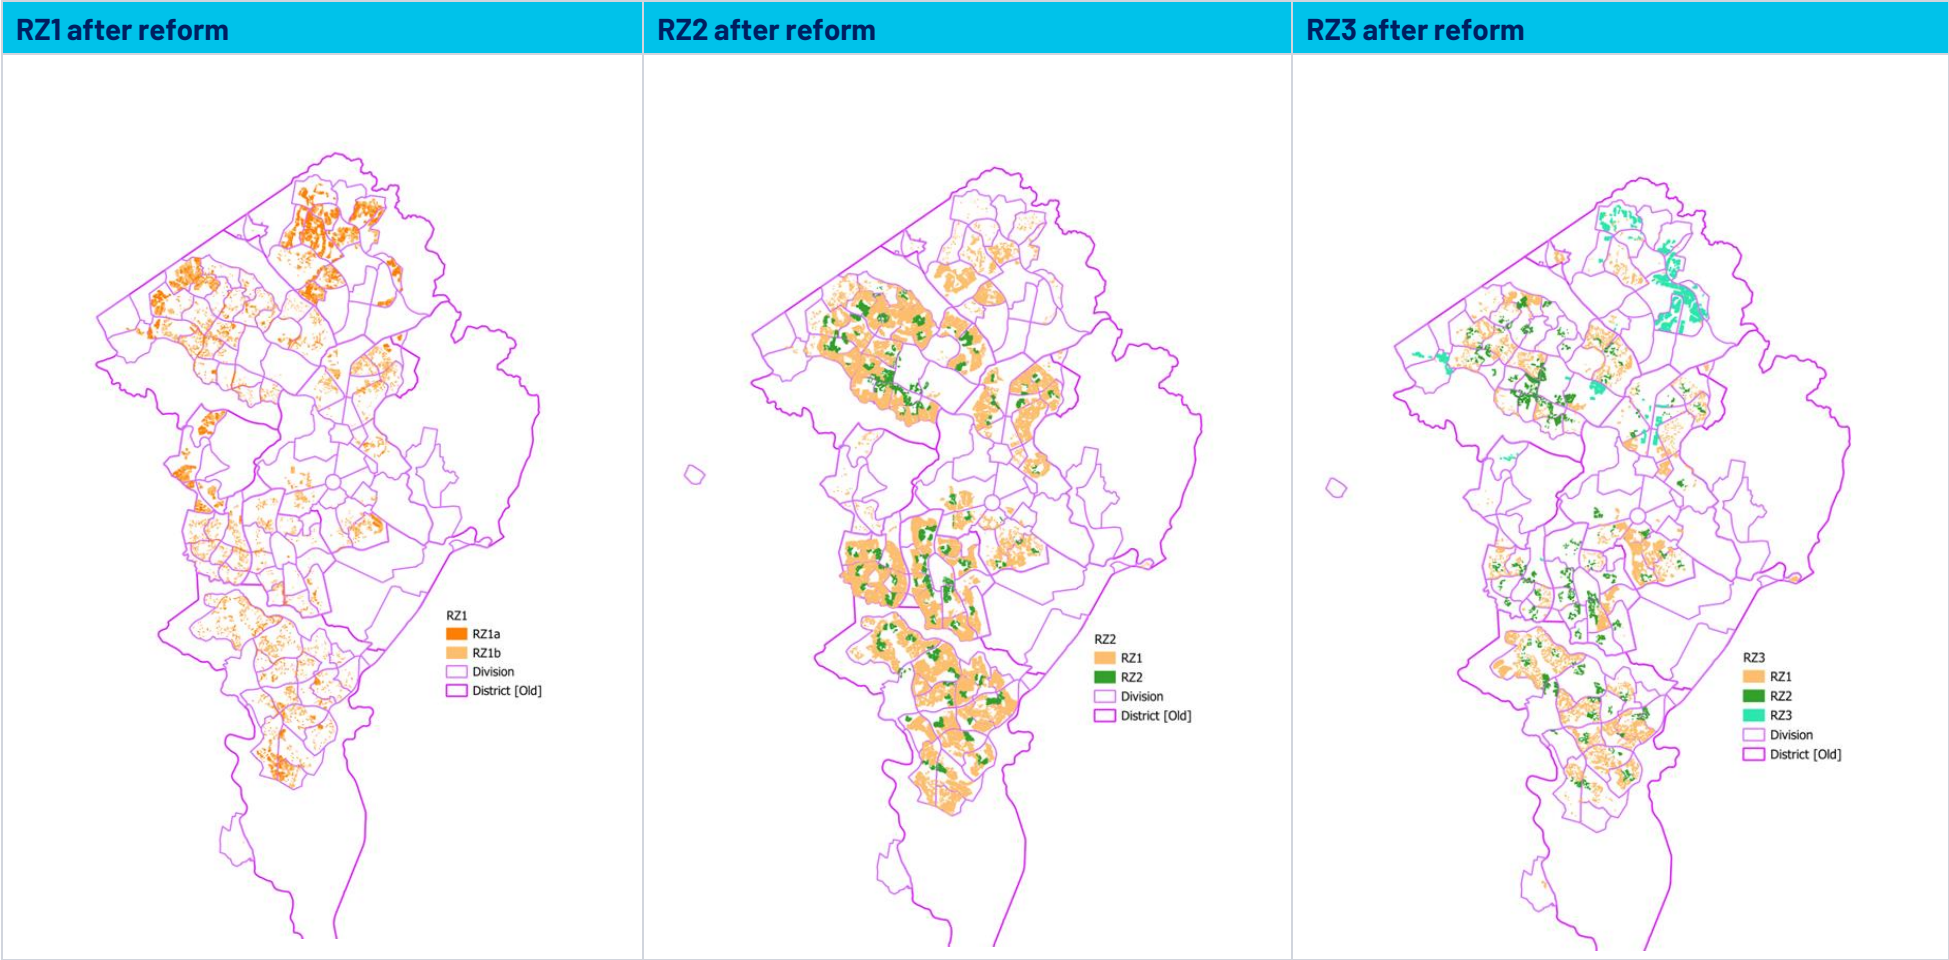 RZ1 after reform
RZ2 after reform
RZ3 after reform
RZ1
RZ1a
RZ1b
Division
District [Old]
RZ2
RZ1
RZ2
Division
District [Old]
RZ3
RZ1
RZ2
RZ3
Division
District [Old]